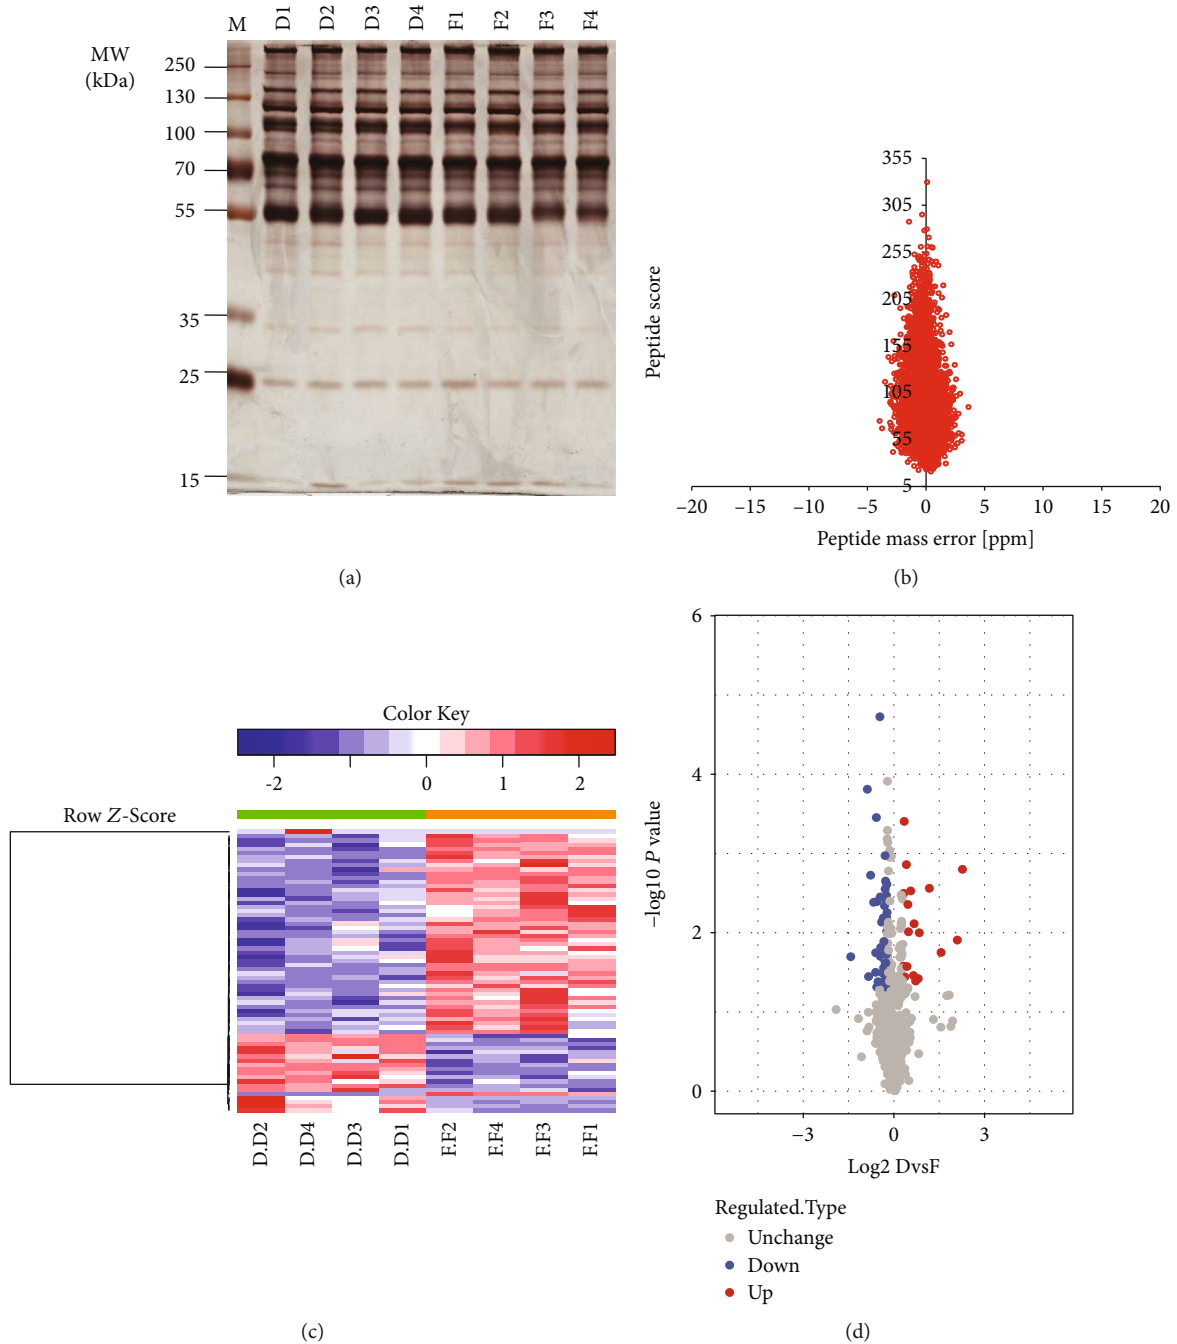 M D1 D2 D3 D4 F1 F2 F3 F4
MW
(kDa)
250
130
100
70
55
35
25
15
(a)
Peptide score
355
305
255
205
155
105
55
5
−20 −15 −10 −5 0 5 10 15 20
Peptide mass error [ppm]
(b)
Color Key
-2 -1 0 1 2
Row Z-Score
D.D2 D.D4 D.D3 D.D1 F.F2 F.F4 F.F3 F.F1
(c)
−log10 P value
6
4
2
0
−3 0 3
Log2 DvsF
Regulated.Type
Unchange
Down
Up
(d)